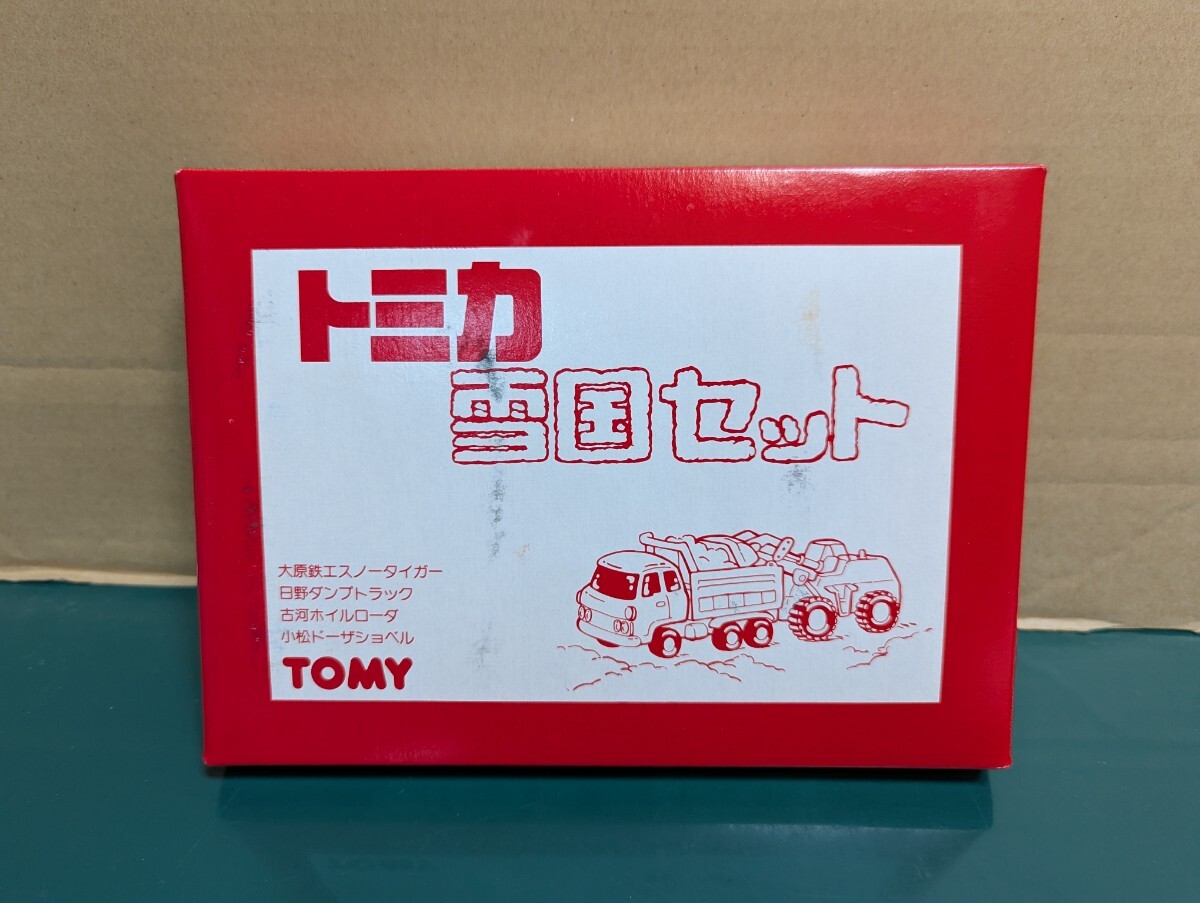 トミカ
雪国セット
大原鉄工スノータイガー
日野ダンプトラック
古河ホイルローダ
小松ドーザショベル
TOMY